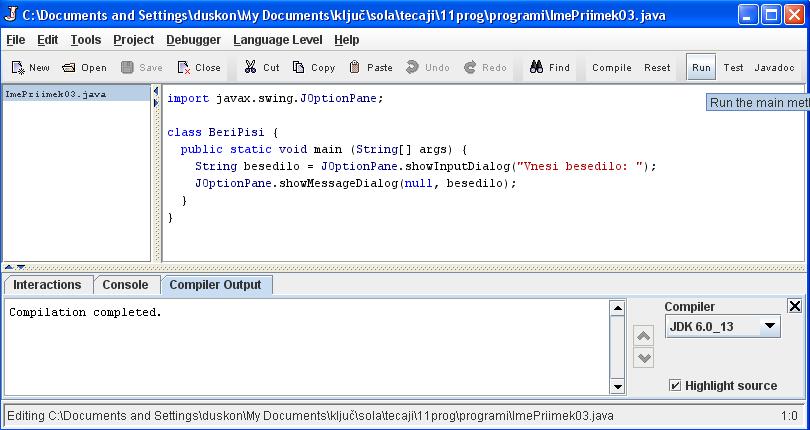 C:\Documents and Settings\duskon\My Documents\ključ\sola\tecaji\11prog\programi\ImePriimek03.java
File Edit Tools Project Debugger Language Level Help
New Open Save Close Cut Copy Paste Undo Redo Find Compile Reset Run Test Javadoc
Run the main met
ImePriimek03.java
import javax.swing.JOptionPane;
class BeriPisi {
public static void main (String[] args) {
String besedilo = JOptionPane.showInputDialog("Vnesi besedilo: ");
JOptionPane.showMessageDialog(null, besedilo);
}
}
Interactions Console Compiler Output
Compilation completed.
Compiler
JDK 6.0_13
Highlight source
Editing C:\Documents and Settings\duskon\My Documents\ključ\sola\tecaji\11prog\programi\ImePriimek03.java 1:0